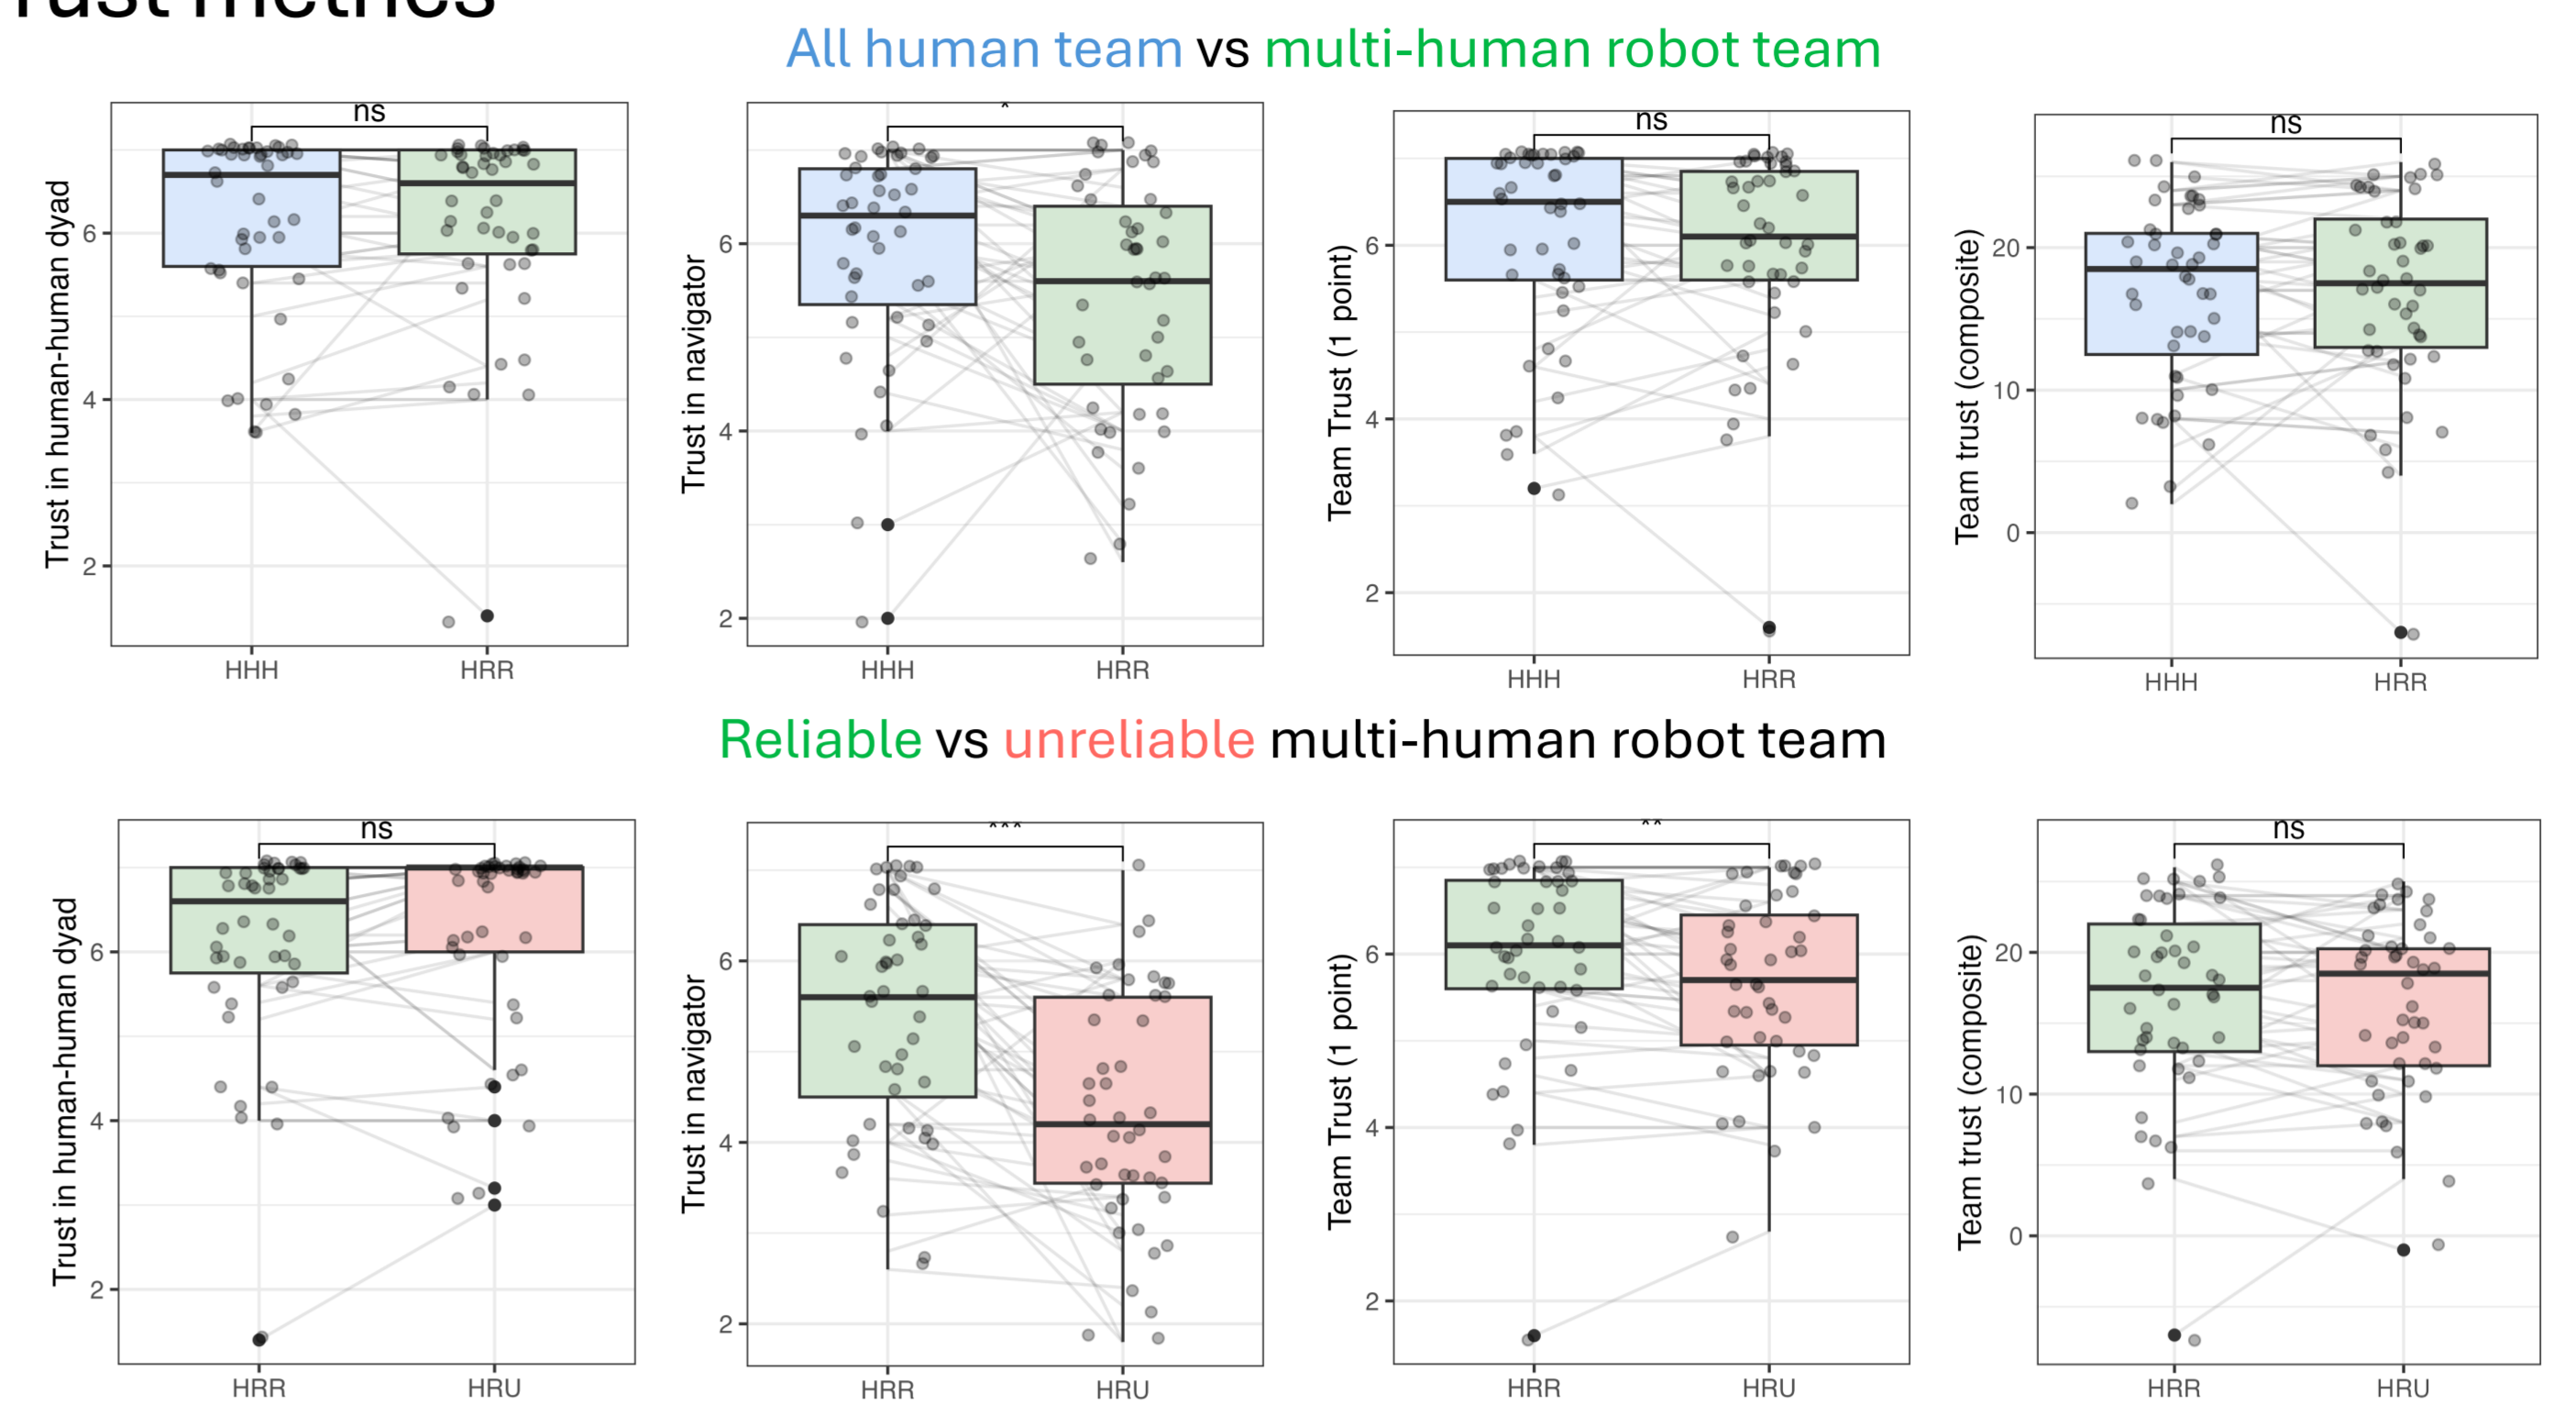 All human team vs multi-human robot team
ns
Trust in human-human dyad
6
4
2
HHH HRR
*
Trust in navigator
6
4
2
HHH HRR
ns
Team Trust (1 point)
6
4
2
HHH HRR
ns
Team trust (composite)
20
10
0
HHH HRR
Reliable vs unreliable multi-human robot team
ns
Trust in human-human dyad
6
4
2
HRR HRU
***
Trust in navigator
6
4
2
HRR HRU
**
Team Trust (1 point)
6
4
2
HRR HRU
ns
Team trust (composite)
20
10
0
HRR HRU